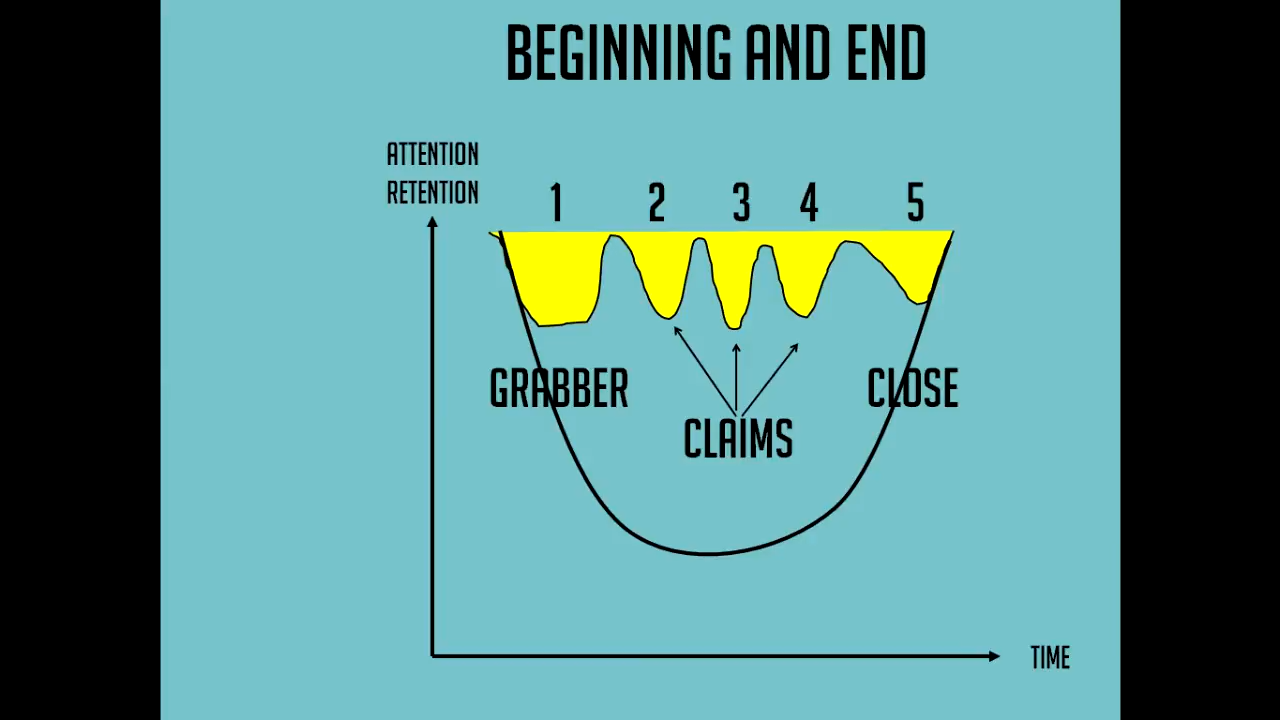 BEGINNING AND END
ATTENTION
RETENTION
1 2 3 4 5
GRABBER
CLOSE
CLAIMS
TIME